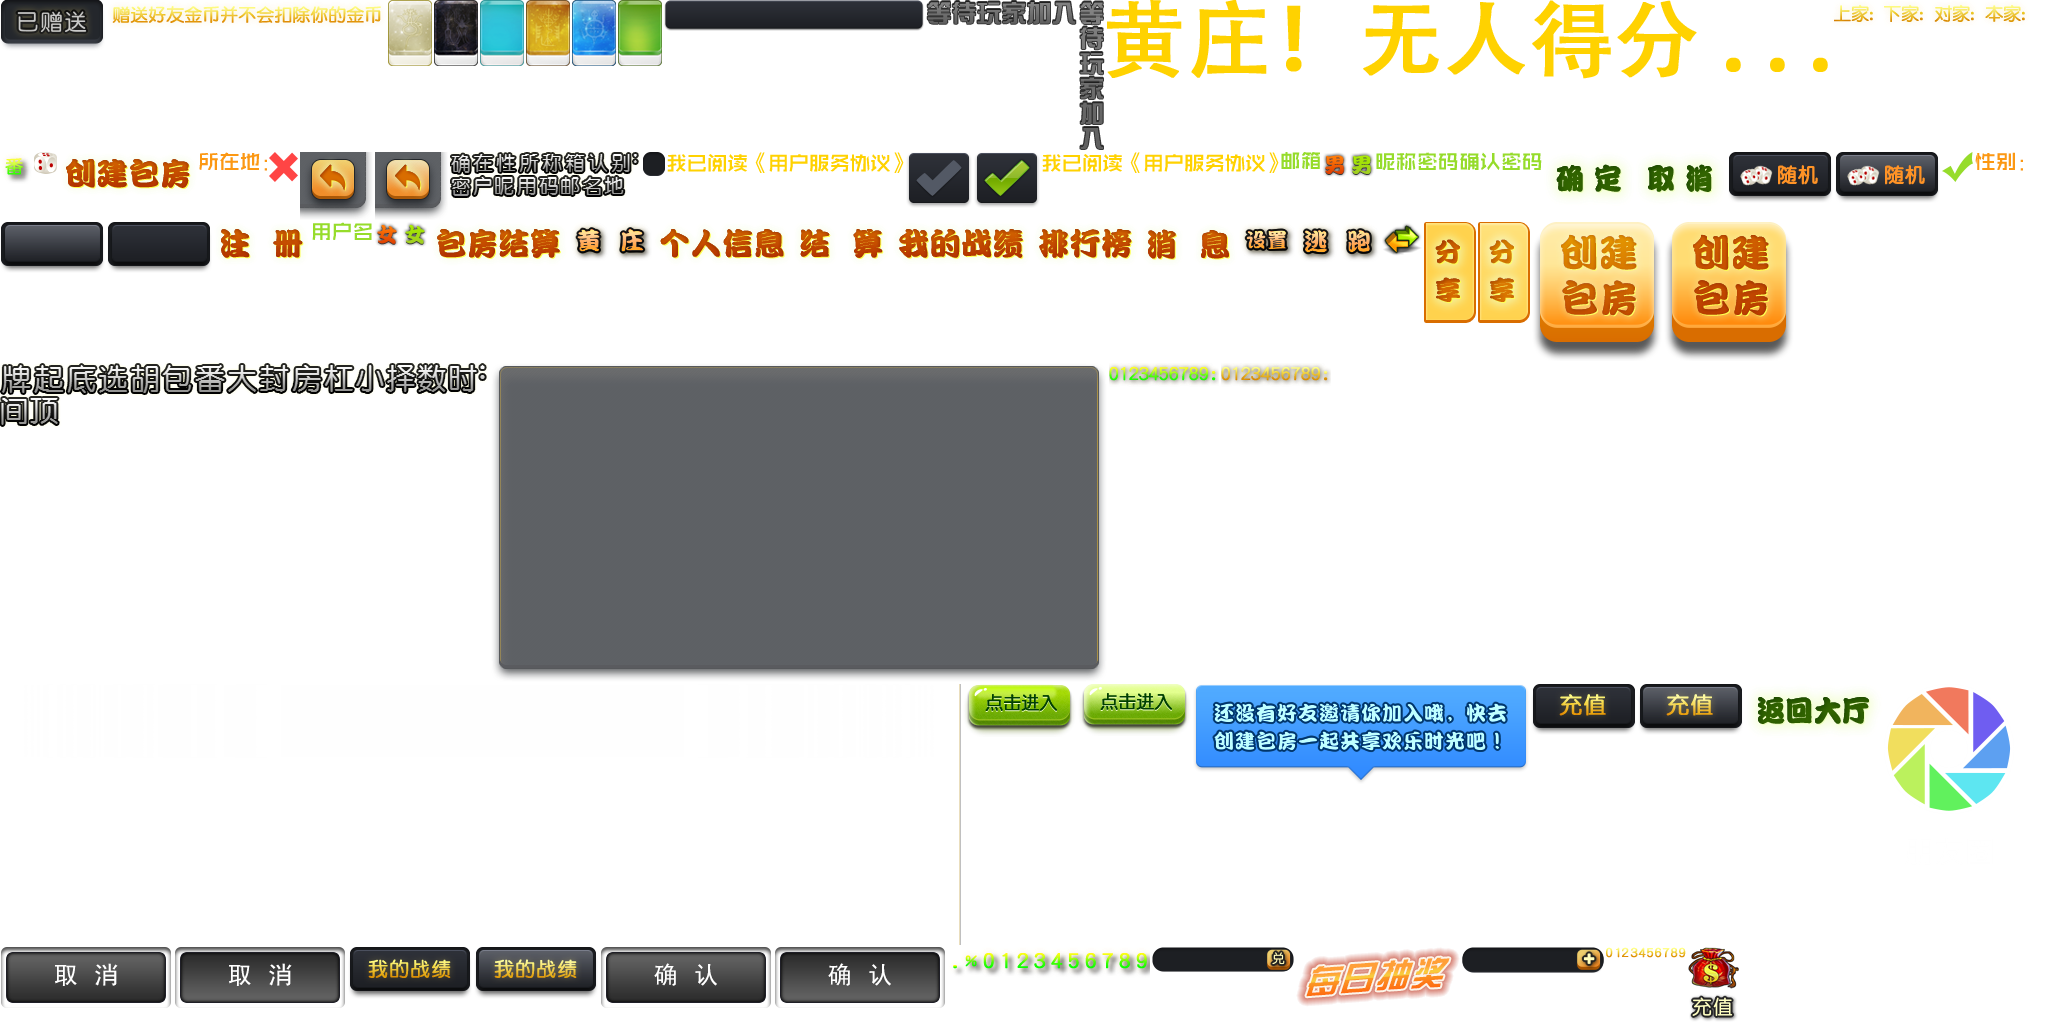 已赠送
赠送好友金币并不会扣除你的金币
等待玩家加入
等待玩家加入
黄庄！无人得分...
上家: 下家: 对家: 本家:
番
创建包房
所在地:
确在性所称箱认别:
密户昵用码邮名地
我已阅读《用户服务协议》
我已阅读《用户服务协议》
邮箱
男
男
昵称密码确认密码
确定
取消
随机
随机
性别:
注册
用户名
女
女
包房结算
黄庄
个人信息
结算
我的战绩
排行榜
消息
设置
逃跑
分享
分享
创建包房
创建包房
牌起底选胡包番大封房杠小择数时:
间顶
0123456789:
0123456789:
点击进入
点击进入
还没有好友邀请你加入哦，快去
创建包房一起共享欢乐时光吧！
充值
充值
返回大厅
取消
取消
我的战绩
我的战绩
确认
确认
.%0123456789
兑
每日抽奖
0123456789
充值